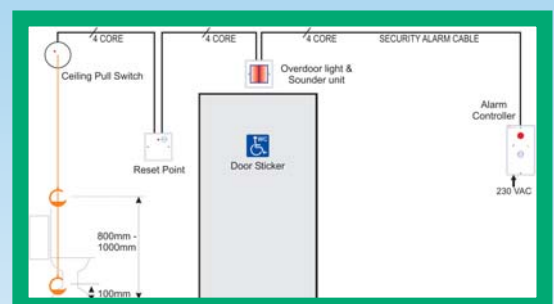 4 CORE
4 CORE
4 CORE
SECURITY ALARM CABLE
Ceiling Pull Switch
Overdoor light &
Sounder unit
Alarm
Controller
WC
Reset Point
Door Sticker
230 VAC
800mm -
1000mm
100mm